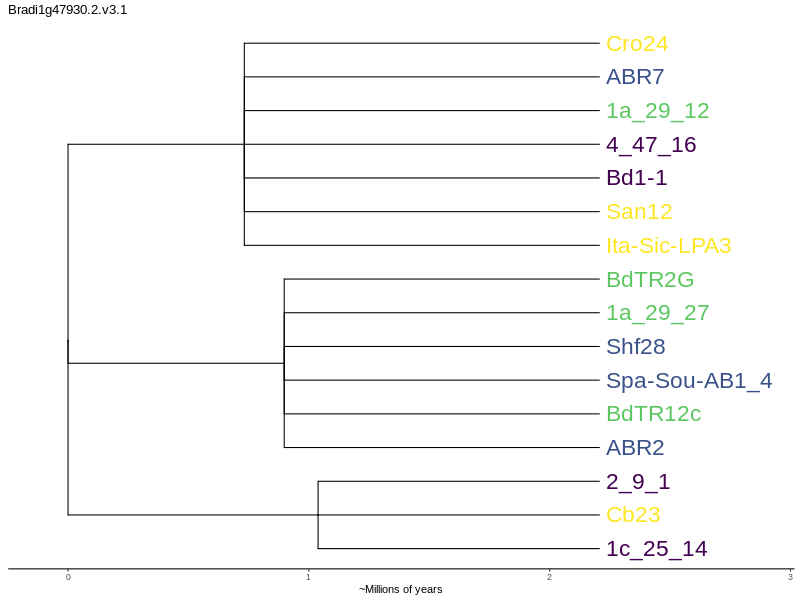 Bradi1g47930.2.v3.1
Cro24
ABR7
1a_29_12
4_47_16
Bd1-1
San12
Ita-Sic-LPA3
BdTR2G
1a_29_27
Shf28
Spa-Sou-AB1_4
BdTR12c
ABR2
2_9_1
Cb23
1c_25_14
0 1 2 3
~Millions of years